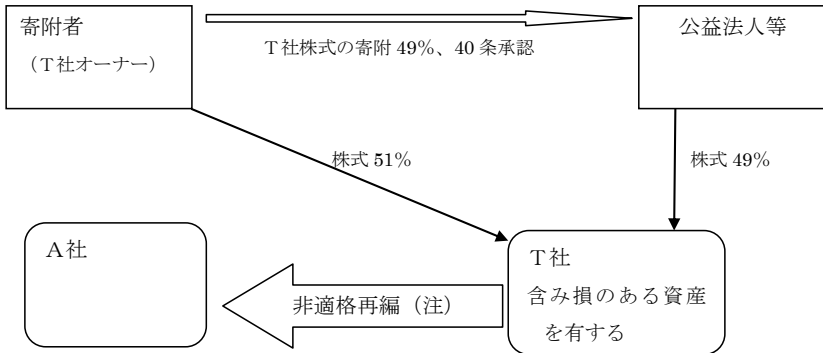 寄附者
（Ｔ社オーナー）
公益法人等
Ｔ社株式の寄附 49％、40 条承認
株式 51％
株式 49％
Ａ社
Ｔ社
含み損のある資産
を有する
非適格再編（注）